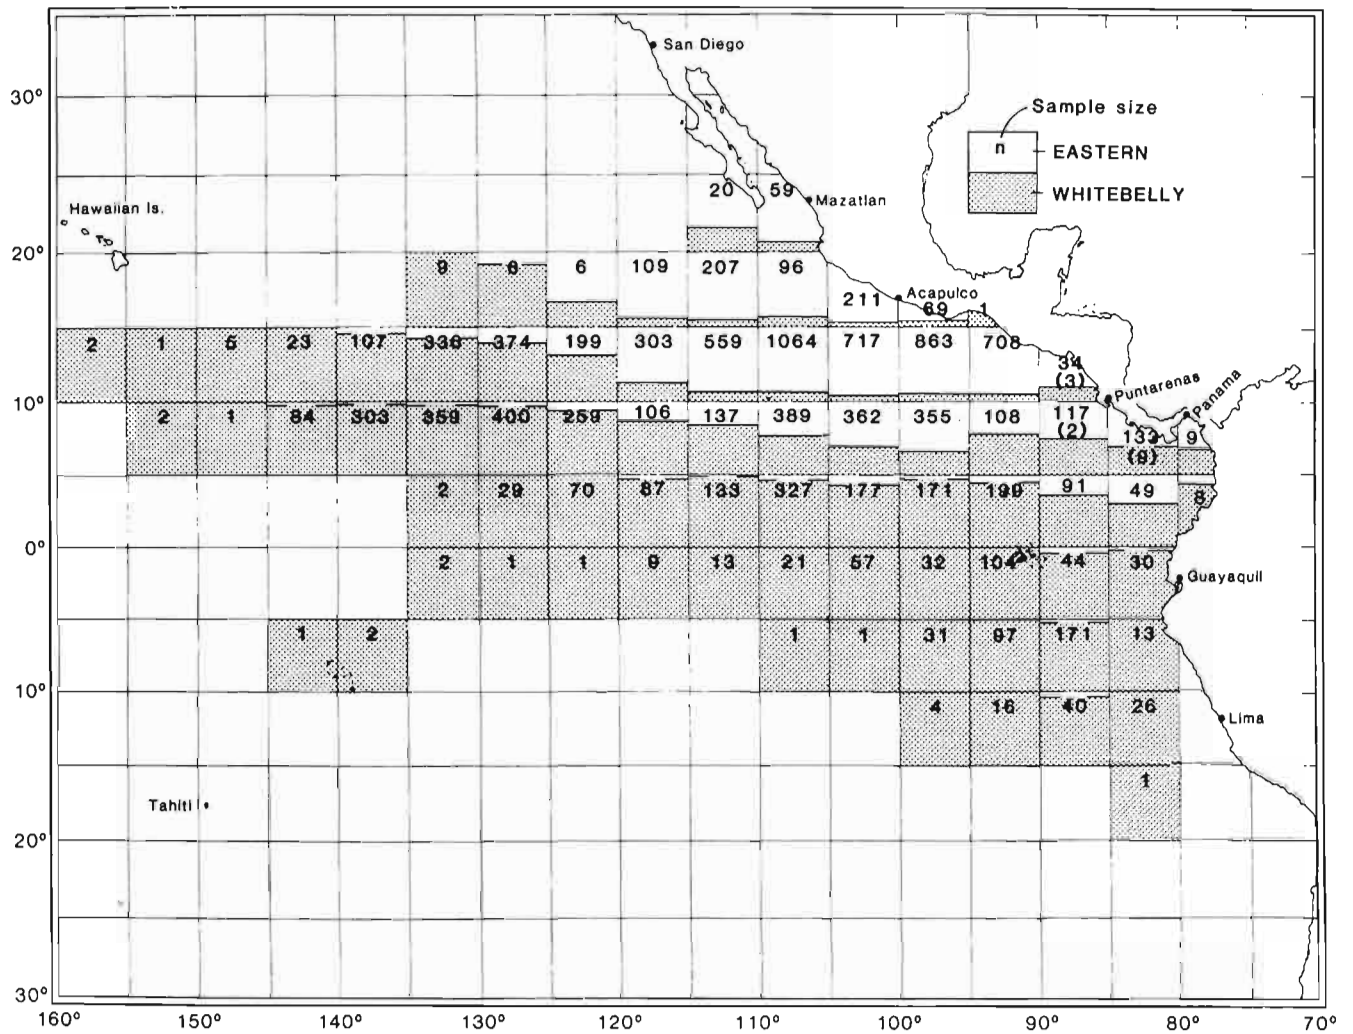 San Diego
30°
Sample size
n EASTERN
WHITEBELLY
20 59
Mazatlan
Hawaiian Is.
20°
9 6 6 109 207 96
211 Acapulco 69 1
2 1 5 23 107 336 374 199 303 559 1064 717 863 708
34
(3)
Puntarenas
Panama
10°
2 1 84 303 359 400 259 106 137 389 362 355 108 117
(2)
133 9
(9)
2 29 70 87 133 327 177 171 199 91 49 8
0°
2 1 1 9 13 21 57 32 104 44 30
Guayaquil
1 2 1 1 31 97 171 13
10°
4 16 40 26
Lima
1
Tahiti
20°
30°
160° 150° 140° 130° 120° 110° 100° 90° 80° 70°